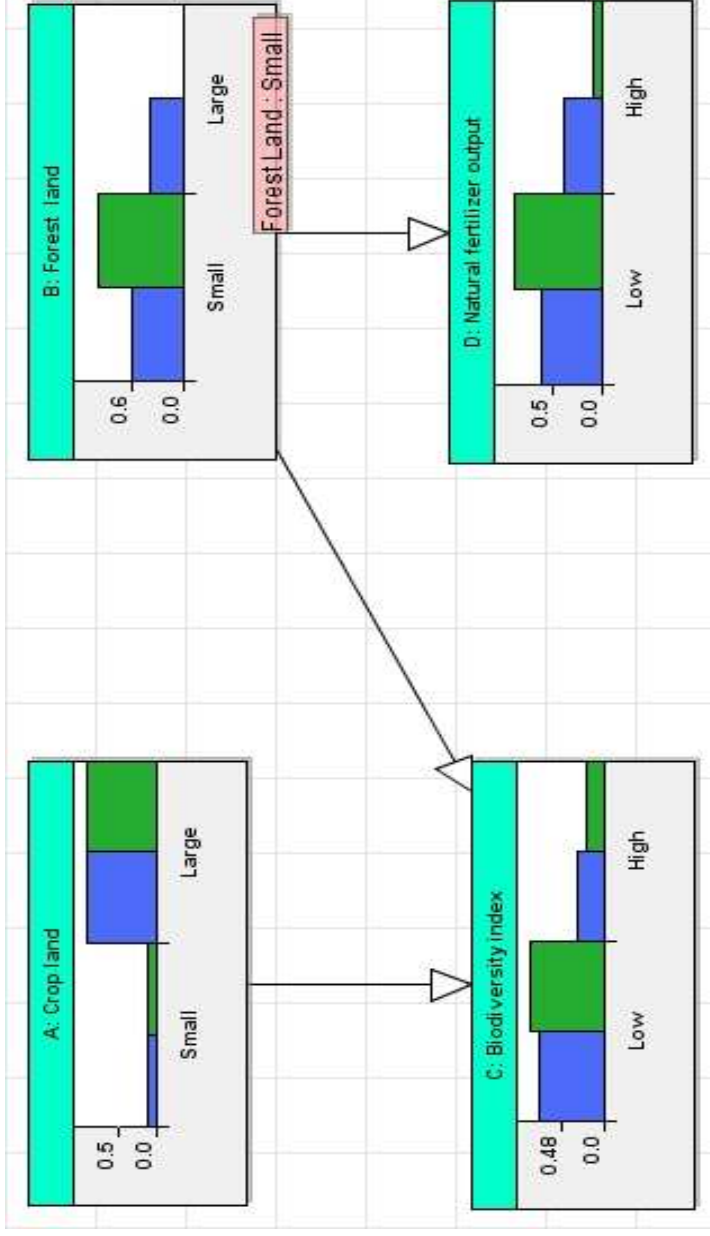 A: Crop land
0.5
0.0
Small
Large
B: Forest land
0.6
0.0
Small
Large
Forest Land : Small
C: Biodiversity index
0.48
0.0
Low
High
D: Natural fertilizer output
0.5
0.0
Low
High